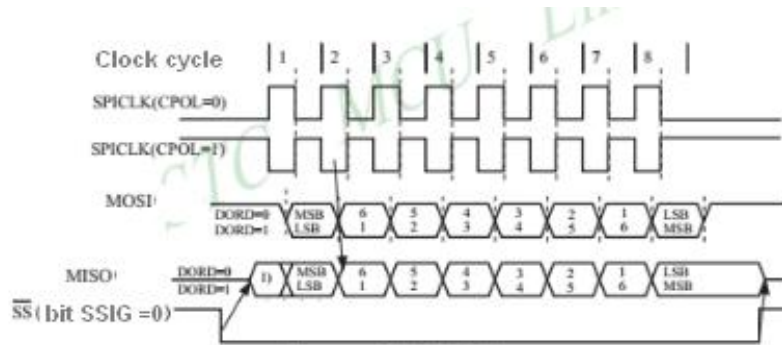 Clock cycle 1 2 3 4 5 6 7 8
SPICLK(CPOL=0)
SPICLK(CPOL=1)
MOSI
DORD=0 MSB 6 5 4 3 2 1 LSB
DORD=1 LSB 1 2 3 4 5 6 MSB
MISO
DORD=0 1) MSB 6 5 4 3 2 1 LSB
DORD=1 LSB 1 2 3 4 5 6 MSB
SS(bit SSIG =0)
STC MCU